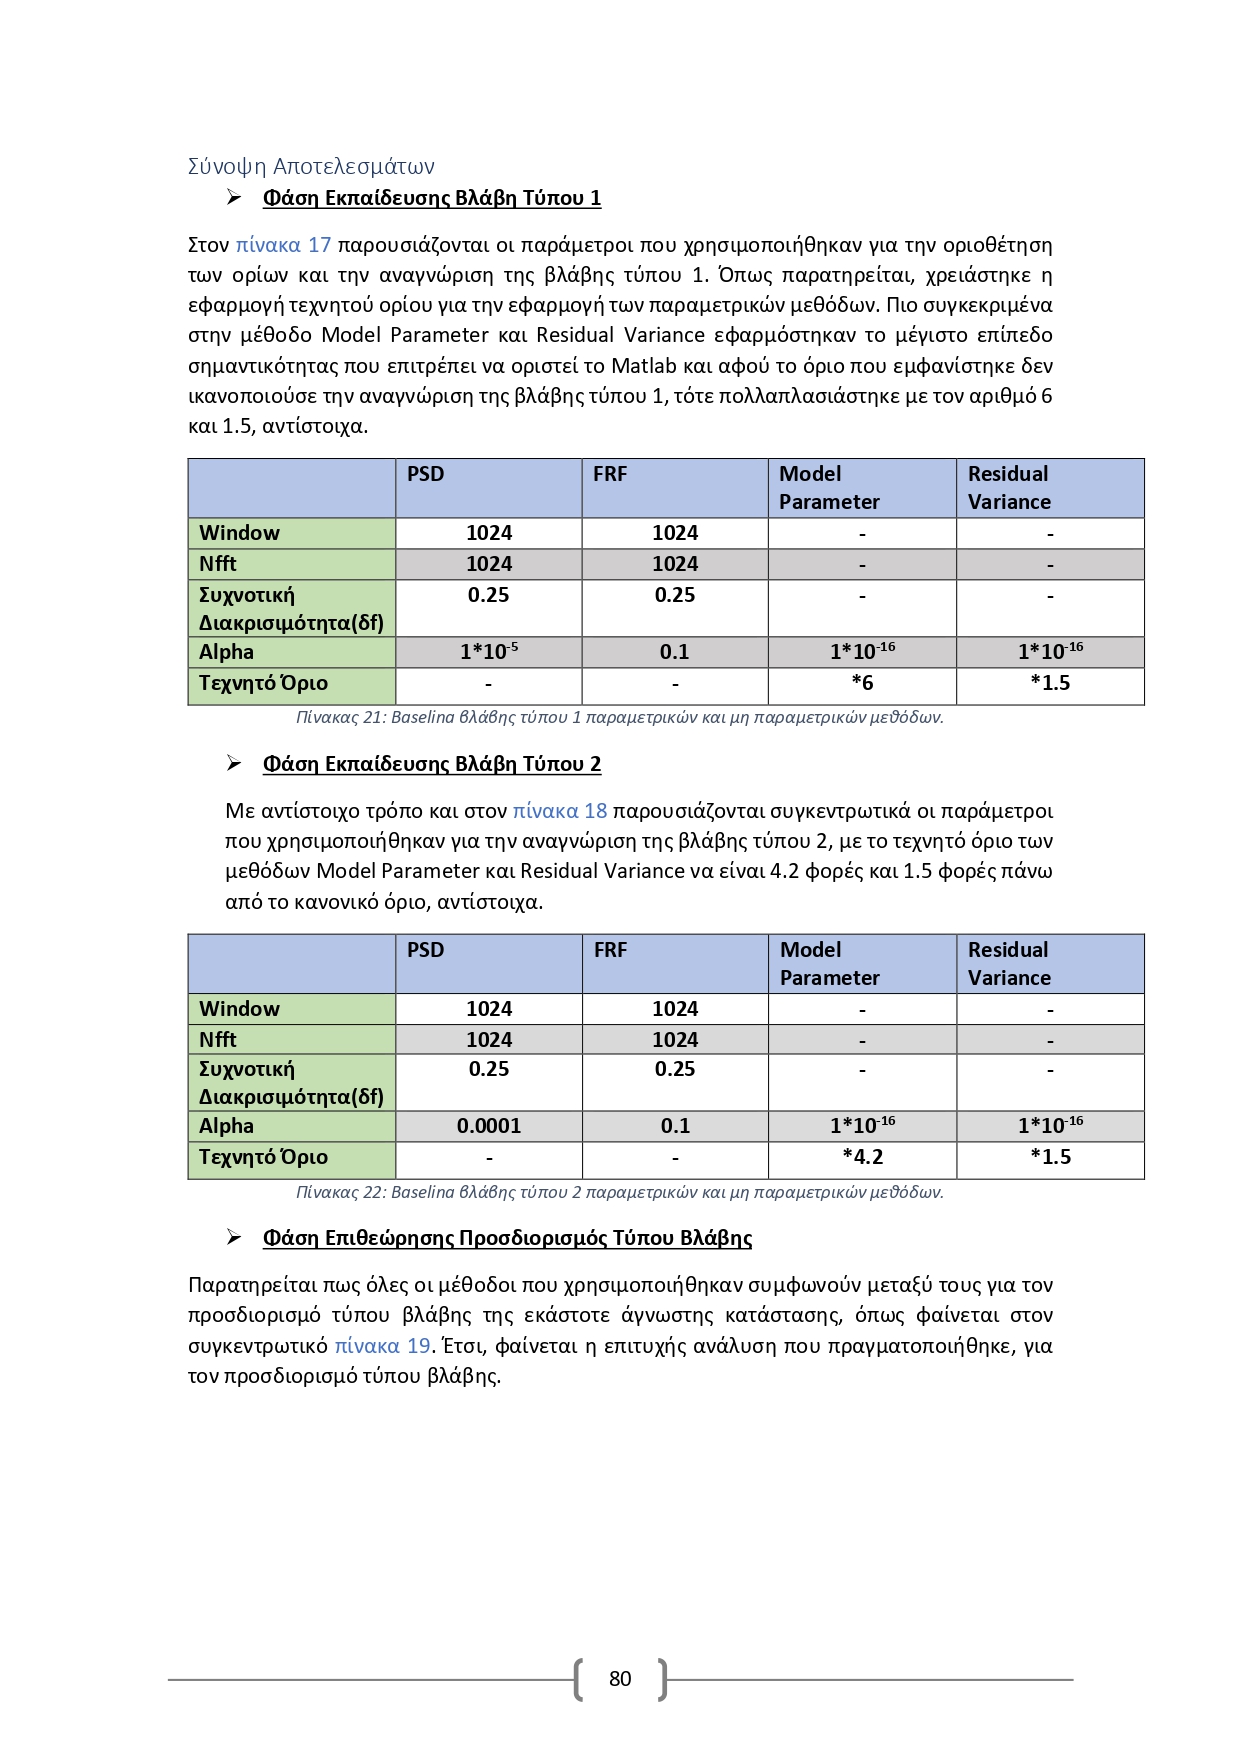 Σύνοψη Αποτελεσμάτων
➢ Φάση Εκπαίδευσης Βλάβη Τύπου 1
Στον πίνακα 17 παρουσιάζονται οι παράμετροι που χρησιμοποιήθηκαν για την οριοθέτηση
των ορίων και την αναγνώριση της βλάβης τύπου 1. Όπως παρατηρείται, χρειάστηκε η
εφαρμογή τεχνητού ορίου για την εφαρμογή των παραμετρικών μεθόδων. Πιο συγκεκριμένα
στην μέθοδο Model Parameter και Residual Variance εφαρμόστηκαν το μέγιστο επίπεδο
σημαντικότητας που επιτρέπει να οριστεί το Matlab και αφού το όριο που εμφανίστηκε δεν
ικανοποιούσε την αναγνώριση της βλάβης τύπου 1, τότε πολλαπλασιάστηκε με τον αριθμό 6
και 1.5, αντίστοιχα.
PSD FRF Model Parameter Residual Variance
Window 1024 1024 - -
Nfft 1024 1024 - -
Συχνοτική Διακρισιμότητα(δf) 0.25 0.25 - -
Alpha 1*10⁻⁵ 0.1 1*10⁻¹⁶ 1*10⁻¹⁶
Τεχνητό Όριο - - *6 *1.5
Πίνακας 21: Baselina βλάβης τύπου 1 παραμετρικών και μη παραμετρικών μεθόδων.
➢ Φάση Εκπαίδευσης Βλάβη Τύπου 2
Με αντίστοιχο τρόπο και στον πίνακα 18 παρουσιάζονται συγκεντρωτικά οι παράμετροι
που χρησιμοποιήθηκαν για την αναγνώριση της βλάβης τύπου 2, με το τεχνητό όριο των
μεθόδων Model Parameter και Residual Variance να είναι 4.2 φορές και 1.5 φορές πάνω
από το κανονικό όριο, αντίστοιχα.
PSD FRF Model Parameter Residual Variance
Window 1024 1024 - -
Nfft 1024 1024 - -
Συχνοτική Διακρισιμότητα(δf) 0.25 0.25 - -
Alpha 0.0001 0.1 1*10⁻¹⁶ 1*10⁻¹⁶
Τεχνητό Όριο - - *4.2 *1.5
Πίνακας 22: Baselina βλάβης τύπου 2 παραμετρικών και μη παραμετρικών μεθόδων.
➢ Φάση Επιθεώρησης Προσδιορισμός Τύπου Βλάβης
Παρατηρείται πως όλες οι μέθοδοι που χρησιμοποιήθηκαν συμφωνούν μεταξύ τους για τον
προσδιορισμό τύπου βλάβης της εκάστοτε άγνωστης κατάστασης, όπως φαίνεται στον
συγκεντρωτικό πίνακα 19. Έτσι, φαίνεται η επιτυχής ανάλυση που πραγματοποιήθηκε, για
τον προσδιορισμό τύπου βλάβης.
80